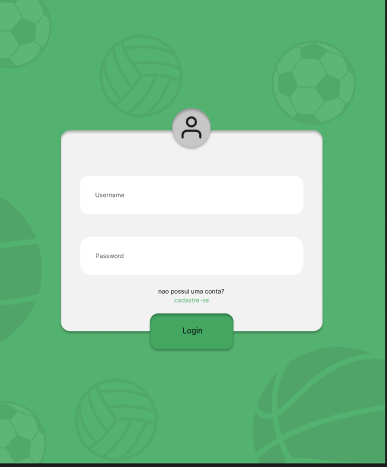 Username
Password
nao possui uma conta?
cadastre-se
Login